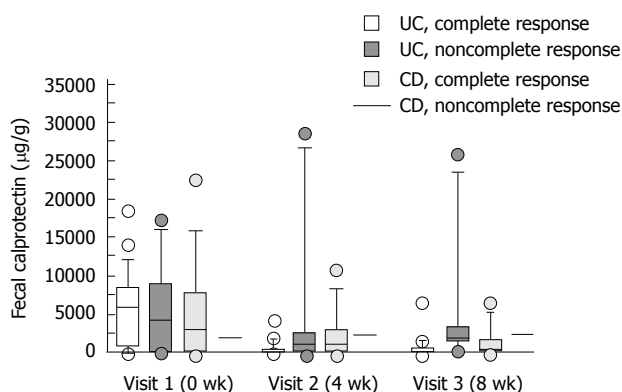 UC, complete response
UC, noncomplete response
CD, complete response
CD, noncomplete response
Fecal calprotectin (μg/g)
35000
30000
25000
20000
15000
10000
5000
0
Visit 1 (0 wk) Visit 2 (4 wk) Visit 3 (8 wk)